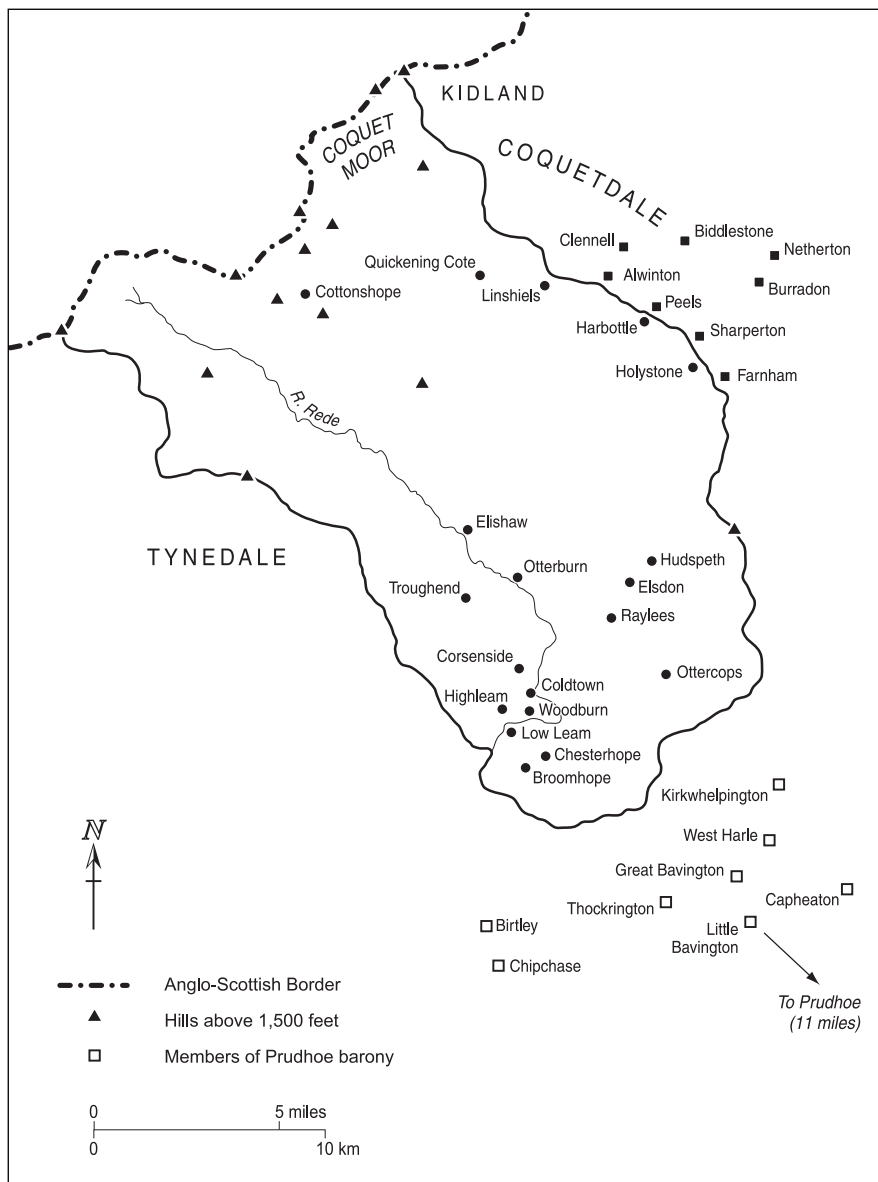 KIDLAND
COQUET
MOOR
COQUETDALE
Biddlestone
Clennell
Netherton
Quickening Cote
Alwinton
Burradon
Linshiels
Cottonshope
Peels
Harbottle
Sharperton
Holystone
Farnham
R. Rede
Elishaw
TYNEDALE
Otterburn
Hudspeth
Elsdon
Troughend
Raylees
Corsenside
Ottercops
Coldtown
Highleam
Woodburn
Low Leam
Chesterhope
Broomhope
Kirkwhelpington
N
West Harle
Great Bavington
Capheaton
Thockrington
Birtley
Little
Bavington
Chipchase
To Prudhoe
(11 miles)
Anglo-Scottish Border
Hills above 1,500 feet
Members of Prudhoe barony
0 5 miles
0 10 km